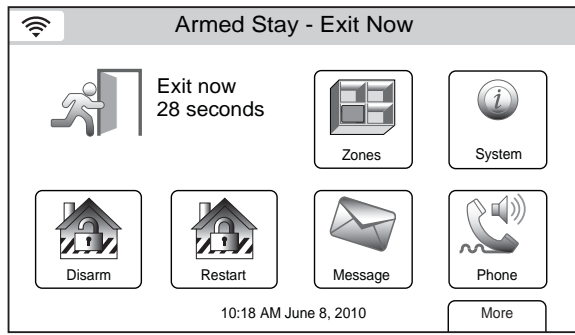 Armed Stay - Exit Now
Exit now
28 seconds
Zones
System
Disarm
Restart
Message
Phone
10:18 AM June 8, 2010
More